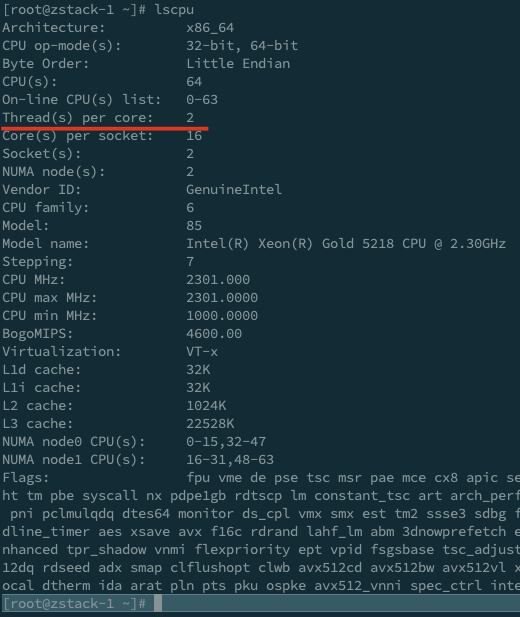 [root@zstack-1 ~]# lscpu
Architecture: x86_64
CPU op-mode(s): 32-bit, 64-bit
Byte Order: Little Endian
CPU(s): 64
On-line CPU(s) list: 0-63
Thread(s) per core: 2
Core(s) per socket: 16
Socket(s): 2
NUMA node(s): 2
Vendor ID: GenuineIntel
CPU family: 6
Model: 85
Model name: Intel(R) Xeon(R) Gold 5218 CPU @ 2.30GHz
Stepping: 7
CPU MHz: 2301.000
CPU max MHz: 2301.0000
CPU min MHz: 1000.0000
BogoMIPS: 4600.00
Virtualization: VT-x
L1d cache: 32K
L1i cache: 32K
L2 cache: 1024K
L3 cache: 22528K
NUMA node0 CPU(s): 0-15,32-47
NUMA node1 CPU(s): 16-31,48-63
Flags: fpu vme de pse tsc msr pae mce cx8 apic se
ht tm pbe syscall nx pdpe1gb rdtscp lm constant_tsc art arch_perf
pni pclmulqdq dtes64 monitor ds_cpl vmx smx est tm2 ssse3 sdbg f
dline_timer aes xsave avx f16c rdrand lahf_lm abm 3dnowprefetch e
nhanced tpr_shadow vnmi flexpriority ept vpid fsgsbase tsc_adjust
12dq rdseed adx smap clflushopt clwb avx512cd avx512bw avx512vl x
ocal dtherm ida arat pln pts pku ospke avx512_vnni spec_ctrl inte
[root@zstack-1 ~]#